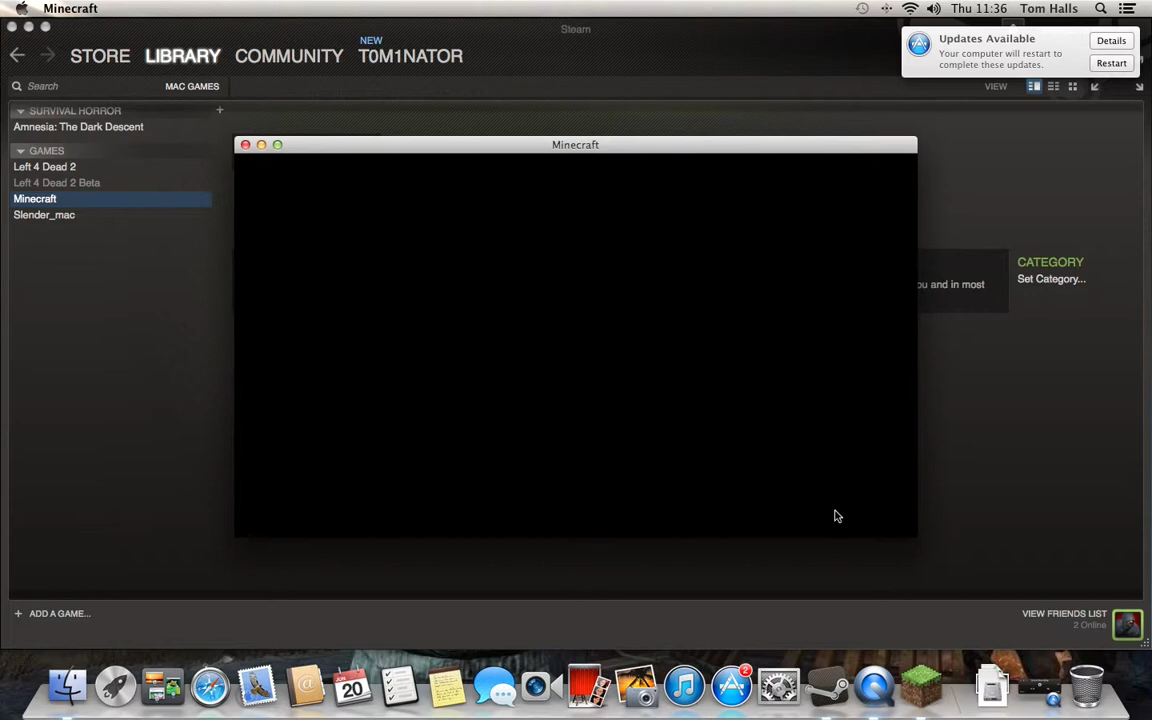 Minecraft
Thu 11:36
Tom Halls
Steam
Updates Available
Your computer will restart to
complete these updates.
Details
Restart
NEW
STORE
LIBRARY
COMMUNITY
T0M1NATOR
Search
MAC GAMES
VIEW
SURVIVAL HORROR
+
Amnesia: The Dark Descent
GAMES
Left 4 Dead 2
Left 4 Dead 2 Beta
Minecraft
Slender_mac
Minecraft
ou and in most
CATEGORY
Set Category...
+ ADD A GAME...
VIEW FRIENDS LIST
2 Online
JUN
20
2